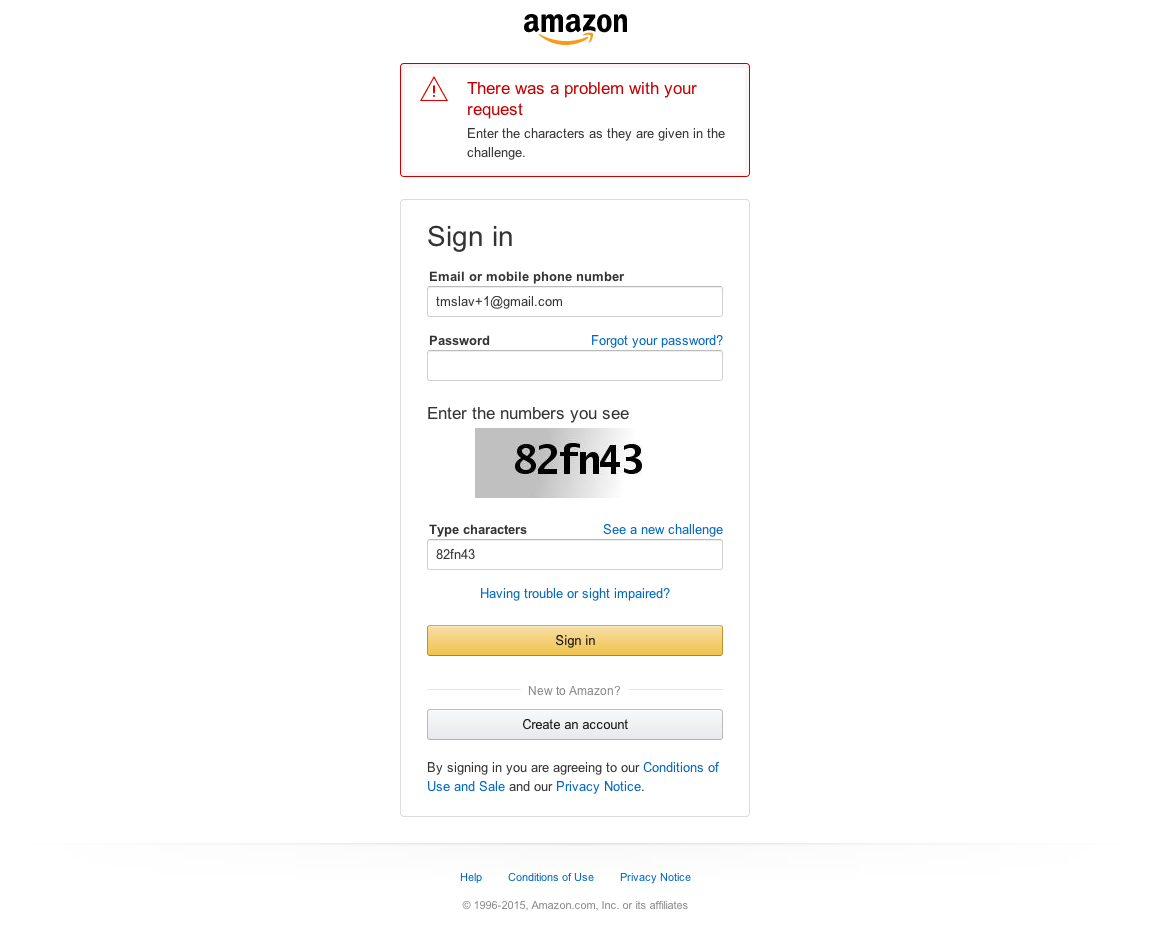 amazon
There was a problem with your
request
Enter the characters as they are given in the
challenge.
Sign in
Email or mobile phone number
tmslav+1@gmail.com
Password Forgot your password?
Enter the numbers you see
82fn43
Type characters See a new challenge
82fn43
Having trouble or sight impaired?
Sign in
New to Amazon?
Create an account
By signing in you are agreeing to our Conditions of
Use and Sale and our Privacy Notice.
Help Conditions of Use Privacy Notice
© 1996-2015, Amazon.com, Inc. or its affiliates